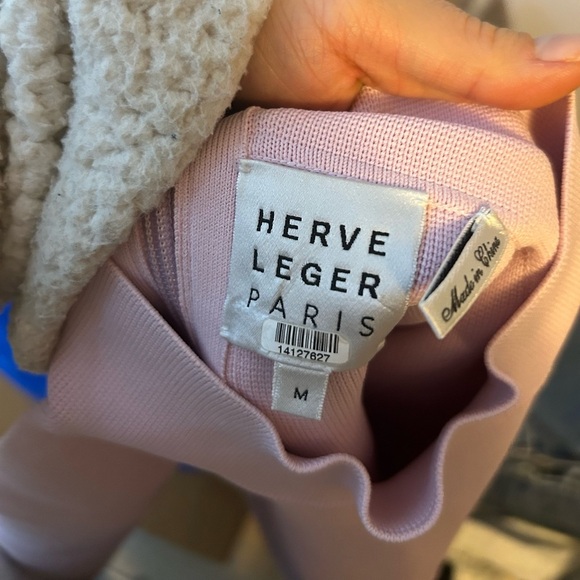 HERVE
LEGER
PARIS
14127627
M
Made in China